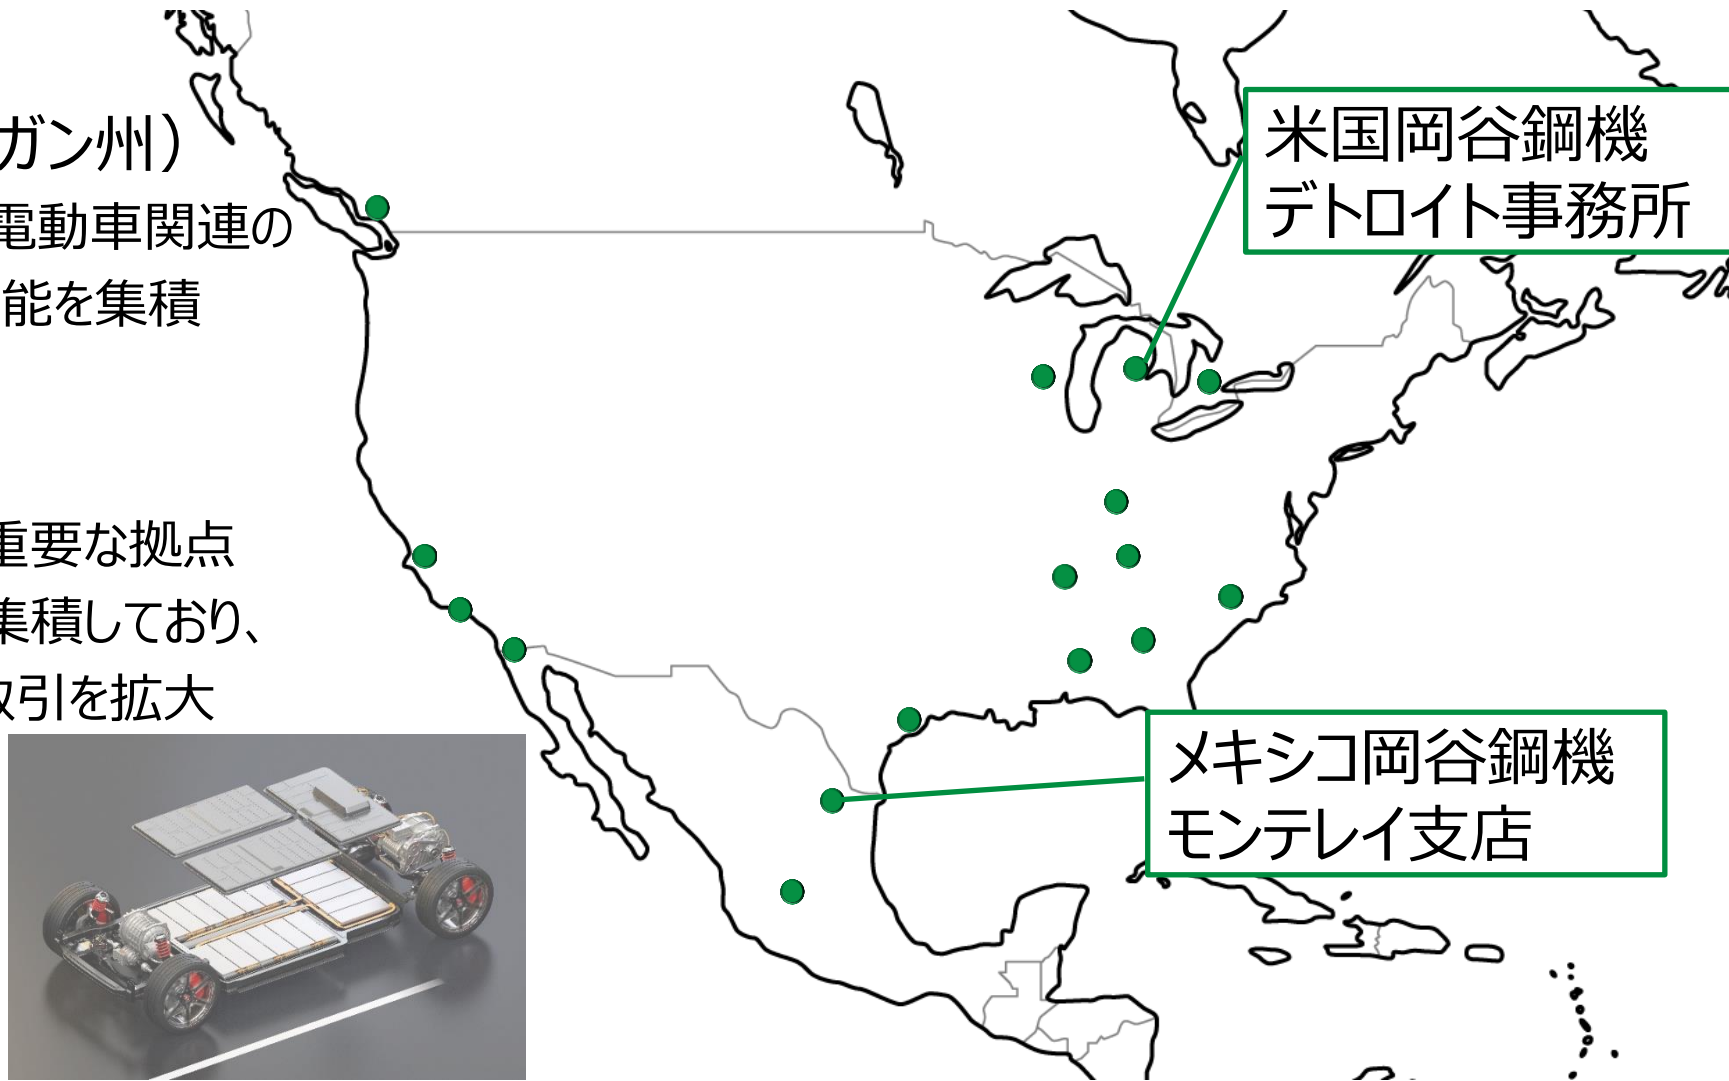 ガン州）
電動車関連の
能を集積
重要な拠点
集積しており、
取引を拡大
米国岡谷鋼機
デトロイト事務所
メキシコ岡谷鋼機
モンテレイ支店